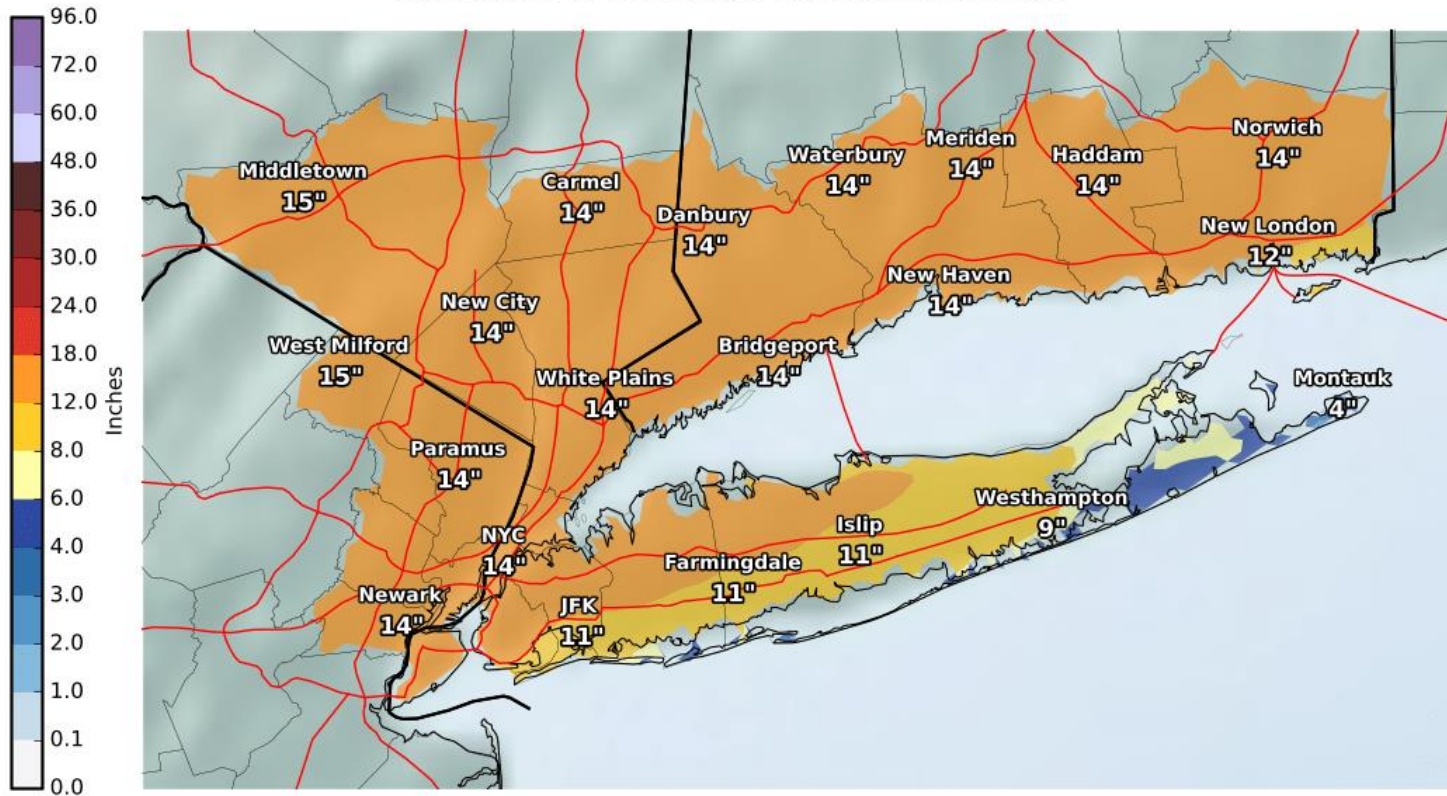 96.0
72.0
60.0
48.0
36.0
30.0
24.0
18.0
12.0
8.0
6.0
4.0
3.0
2.0
1.0
0.1
0.0
Inches
Middletown
15"
Carmel
14"
Danbury
14"
Waterbury
14"
Meriden
14"
Haddam
14"
Norwich
14"
New London
12"
New Haven
14"
New City
14"
West Milford
15"
Bridgeport
14"
White Plains
14"
Montauk
4"
Paramus
14"
Westhampton
9"
Islip
11"
NYC
14"
Farmingdale
11"
Newark
14"
JFK
11"